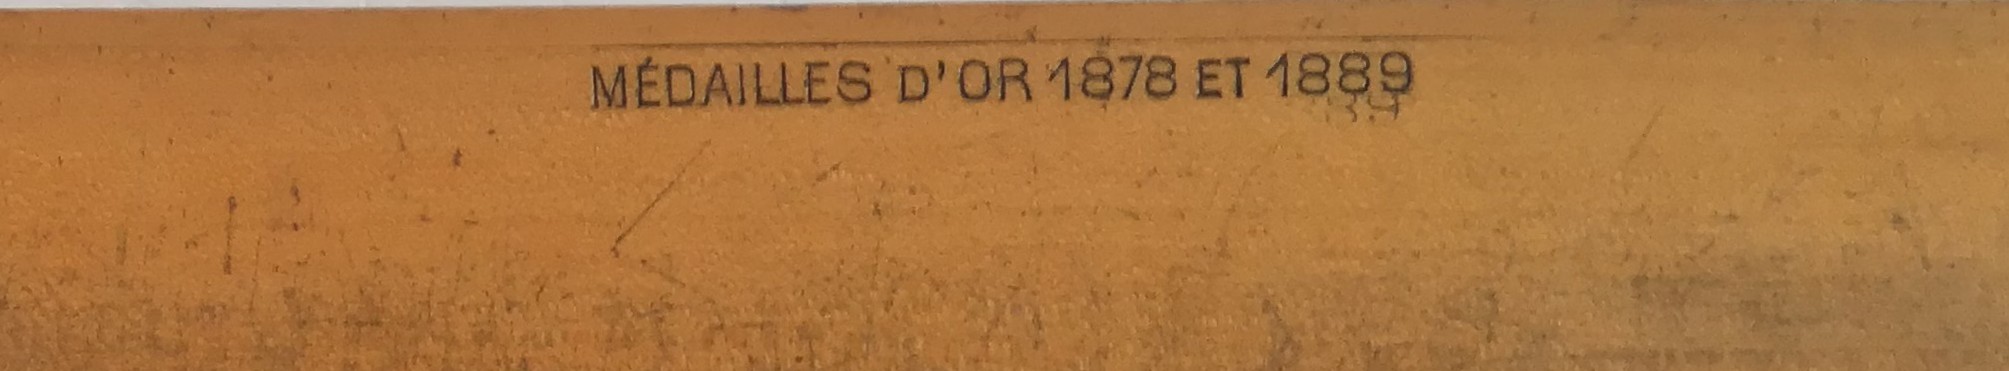 MÉDAILLES D'OR 1878 ET 1889